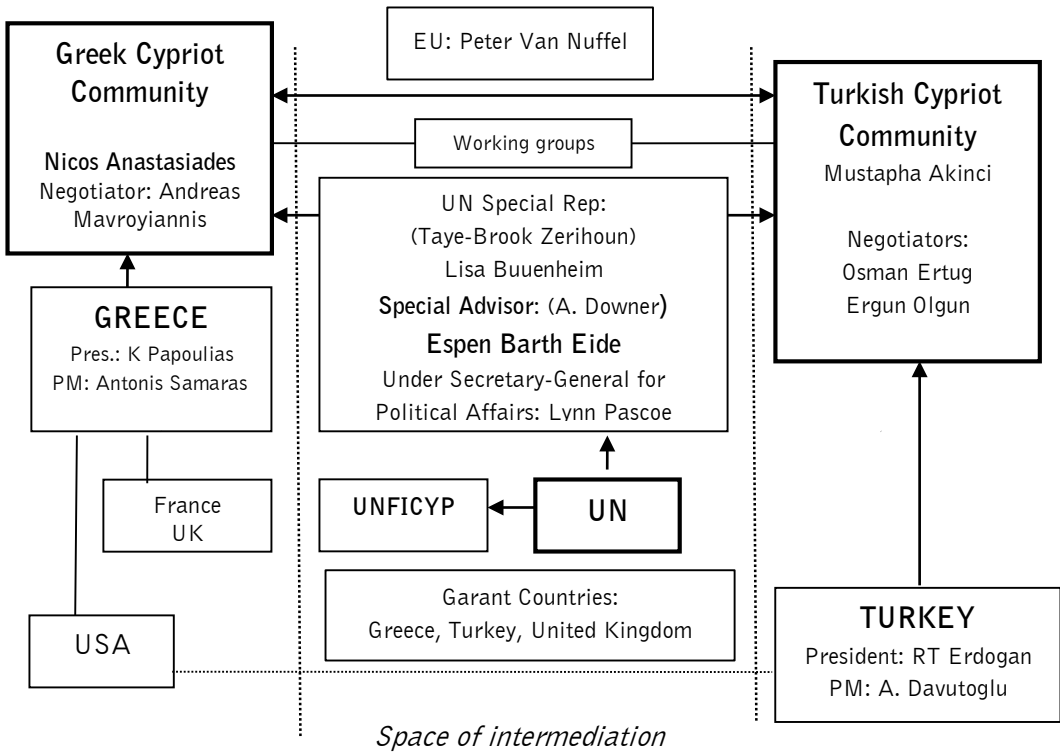 EU: Peter Van Nuffel
Greek Cypriot
Community
Nicos Anastasiades
Negotiator: Andreas
Mavroyiannis
Turkish Cypriot
Community
Mustapha Akinci
Negotiators:
Osman Ertug
Ergun Olgun
Working groups
UN Special Rep:
(Taye-Brook Zerihoun)
Lisa Buuenheim
Special Advisor: (A. Downer)
Espen Barth Eide
Under Secretary-General for
Political Affairs: Lynn Pascoe
GREECE
Pres.: K Papoulias
PM: Antonis Samaras
France
UK
UNFICYP
UN
Garant Countries:
Greece, Turkey, United Kingdom
USA
TURKEY
President: RT Erdogan
PM: A. Davutoglu
Space of intermediation